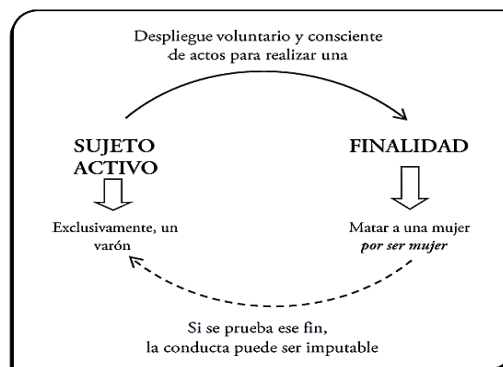 Despliegue voluntario y consciente
de actos para realizar una
SUJETO
ACTIVO
FINALIDAD
Exclusivamente, un
varón
Matar a una mujer
por ser mujer
Si se prueba ese fin,
la conducta puede ser imputable